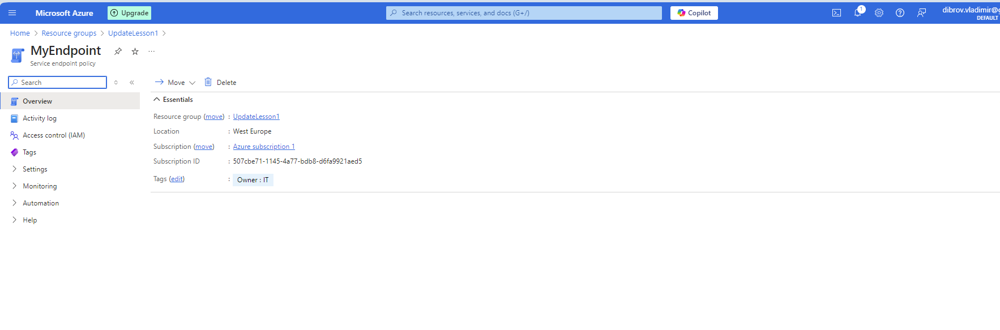 Microsoft Azure
Upgrade
Search resources, services, and docs (G+/)
Copilot
1
dibrov.vladimir@g
DEFAULT
Home > Resource groups > UpdateLesson1 >
MyEndpoint
Service endpoint policy
Search
Overview
Activity log
Access control (IAM)
Tags
Settings
Monitoring
Automation
Help
Move
Delete
Essentials
Resource group (move) : UpdateLesson1
Location : West Europe
Subscription (move) : Azure subscription 1
Subscription ID : 507cbe71-1145-4a77-bdb8-d6fa9921aed5
Tags (edit) : Owner : IT